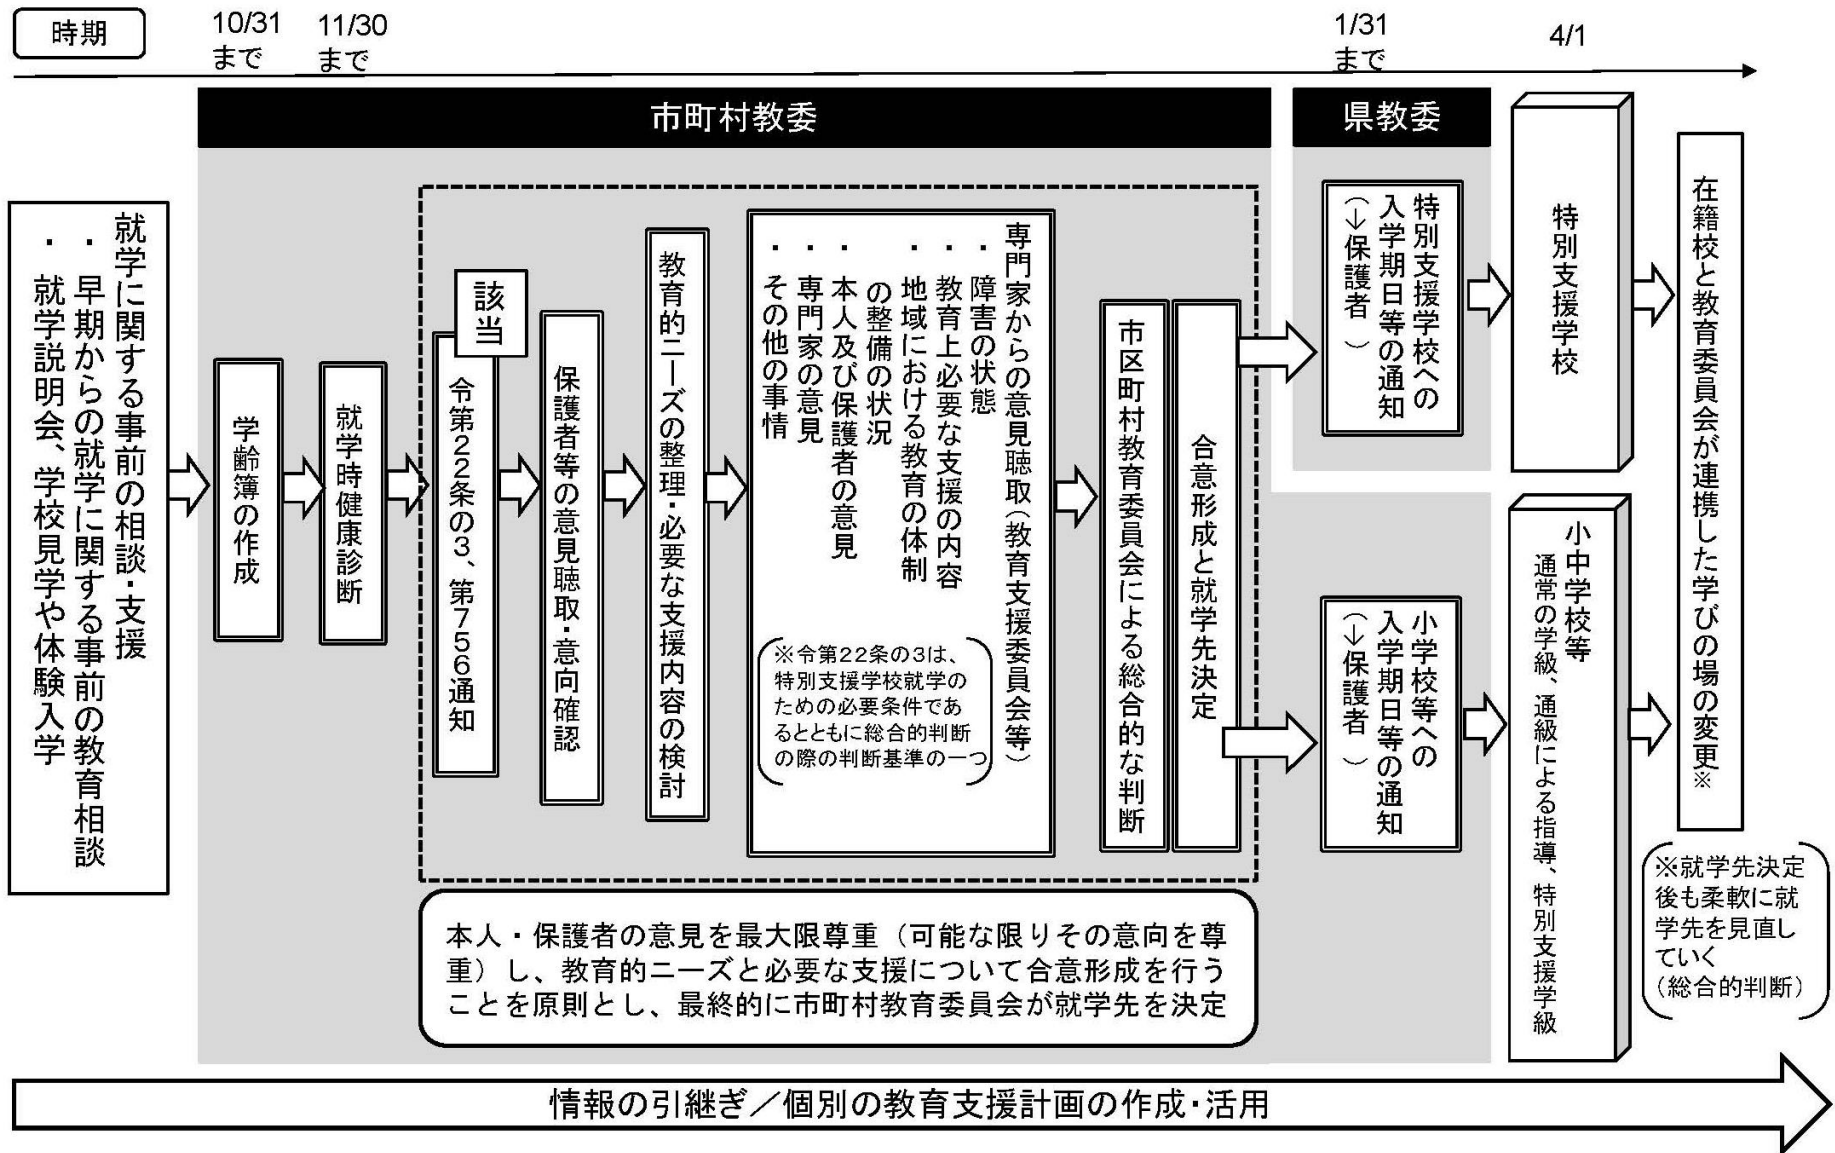 時期
10/31
まで
11/30
まで
1/31
まで
4/1
市町村教委
県教委
就学に関する事前の相談・支援
・早期からの就学に関する事前の教育相談
・就学説明会、学校見学や体験入学
学齢簿の作成
就学時健康診断
該当
令第22条の3、第756通知
保護者等の意見聴取・意向確認
教育的ニーズの整理・必要な支援内容の検討
専門家からの意見聴取(教育支援委員会等)
・障害の状態
・教育上必要な支援の内容
・地域における教育の体制
の整備の状況
・本人及び保護者の意見
・専門家の意見
・その他の事情
※令第22条の3は、
特別支援学校就学の
ための必要条件であ
るとともに総合的判断
の際の判断基準の一つ
市区町村教育委員会による総合的な判断
合意形成と就学先決定
特別支援学校への
入学期日等の通知
(→保護者)
小学校等への
入学期日等の通知
(→保護者)
特別支援学校
小中学校等
通常の学級、通級による指導、特別支援学級
在籍校と教育委員会が連携した学びの場の変更※
※就学先決定
後も柔軟に就
学先を見直し
ていく
(総合的判断)
本人・保護者の意見を最大限尊重(可能な限りその意向を尊
重)し、教育的ニーズと必要な支援について合意形成を行う
ことを原則とし、最終的に市町村教育委員会が就学先を決定
情報の引継ぎ/個別の教育支援計画の作成・活用